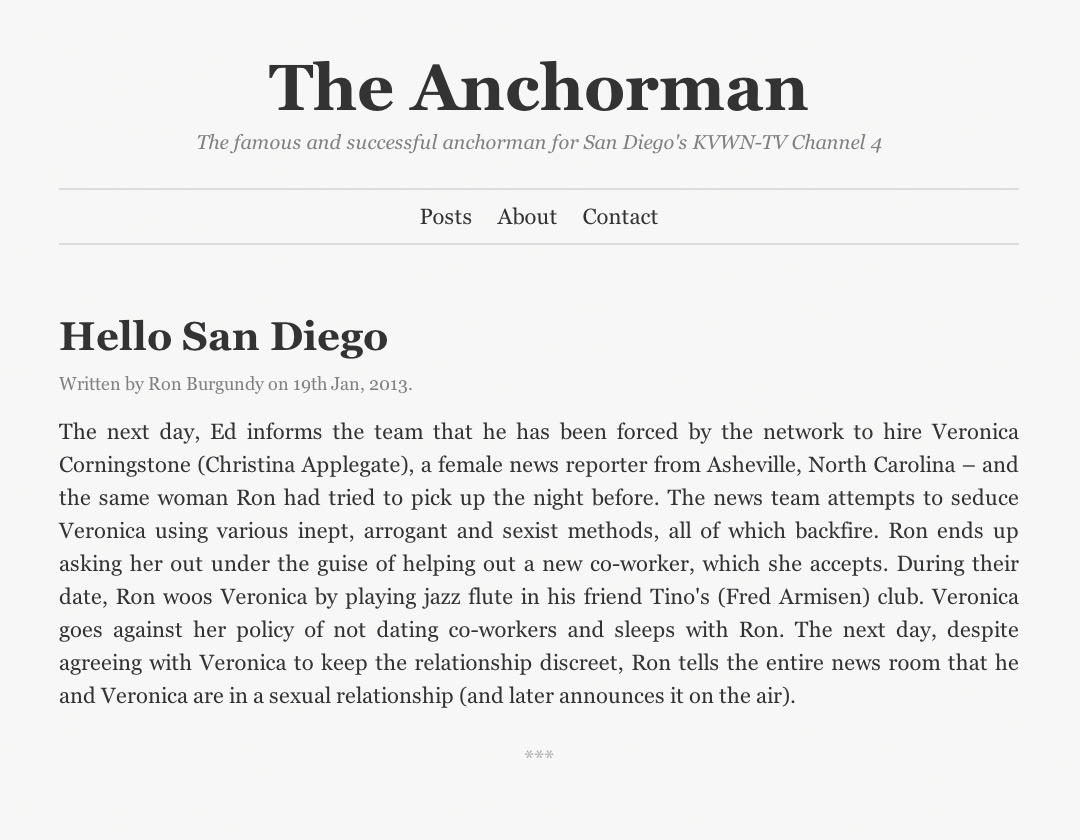 The Anchorman
The famous and successful anchorman for San Diego's KVWN-TV Channel 4
Posts About Contact
Hello San Diego
Written by Ron Burgundy on 19th Jan, 2013.
The next day, Ed informs the team that he has been forced by the network to hire Veronica
Corningstone (Christina Applegate), a female news reporter from Asheville, North Carolina – and
the same woman Ron had tried to pick up the night before. The news team attempts to seduce
Veronica using various inept, arrogant and sexist methods, all of which backfire. Ron ends up
asking her out under the guise of helping out a new co-worker, which she accepts. During their
date, Ron woos Veronica by playing jazz flute in his friend Tino's (Fred Armisen) club. Veronica
goes against her policy of not dating co-workers and sleeps with Ron. The next day, despite
agreeing with Veronica to keep the relationship discreet, Ron tells the entire news room that he
and Veronica are in a sexual relationship (and later announces it on the air).
***